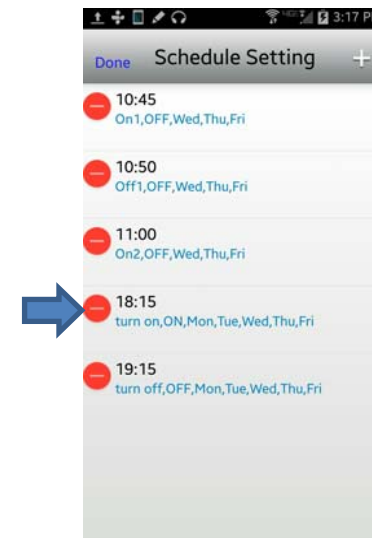 3:17 P
Done Schedule Setting +
10:45
On1,OFF,Wed,Thu,Fri
10:50
Off1,OFF,Wed,Thu,Fri
11:00
On2,OFF,Wed,Thu,Fri
18:15
turn on,ON,Mon,Tue,Wed,Thu,Fri
19:15
turn off,OFF,Mon,Tue,Wed,Thu,Fri